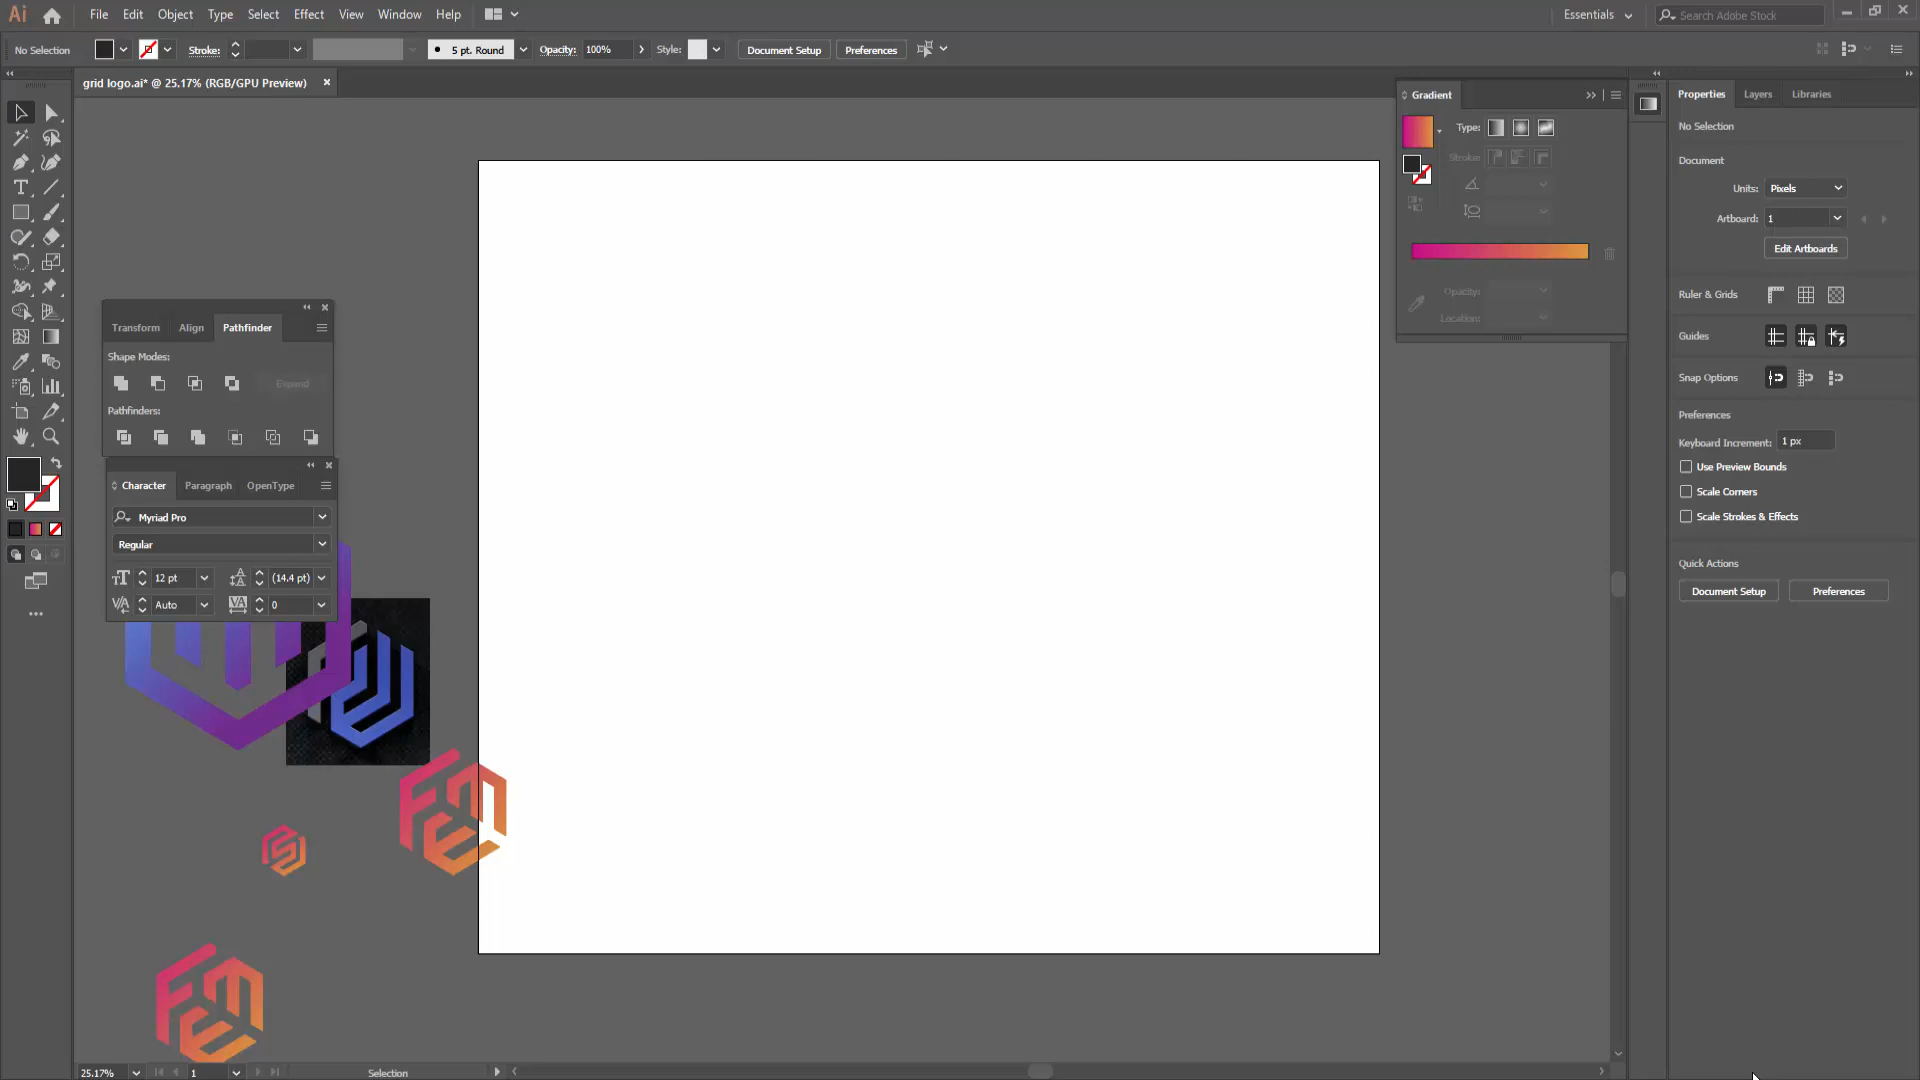 Ai File Edit Object Type Select Effect View Window Help Essentials Search Adobe Stock
No Selection Stroke: 5 pt. Round Opacity: 100% Style: Document Setup Preferences
grid logo.ai* @ 25.17% (RGB/GPU Preview)
Gradient
Type:
Stroke:
Opacity:
Location:
Properties Layers Libraries
No Selection
Document
Units: Pixels
Artboard: 1
Edit Artboards
Ruler & Grids
Guides
Snap Options
Preferences
Keyboard Increment: 1 px
Use Preview Bounds
Scale Corners
Scale Strokes & Effects
Quick Actions
Document Setup Preferences
Transform Align Pathfinder
Shape Modes:
Expand
Pathfinders:
Character Paragraph OpenType
Myriad Pro
Regular
12 pt (14.4 pt)
Auto 0
25.17% 1 Selection